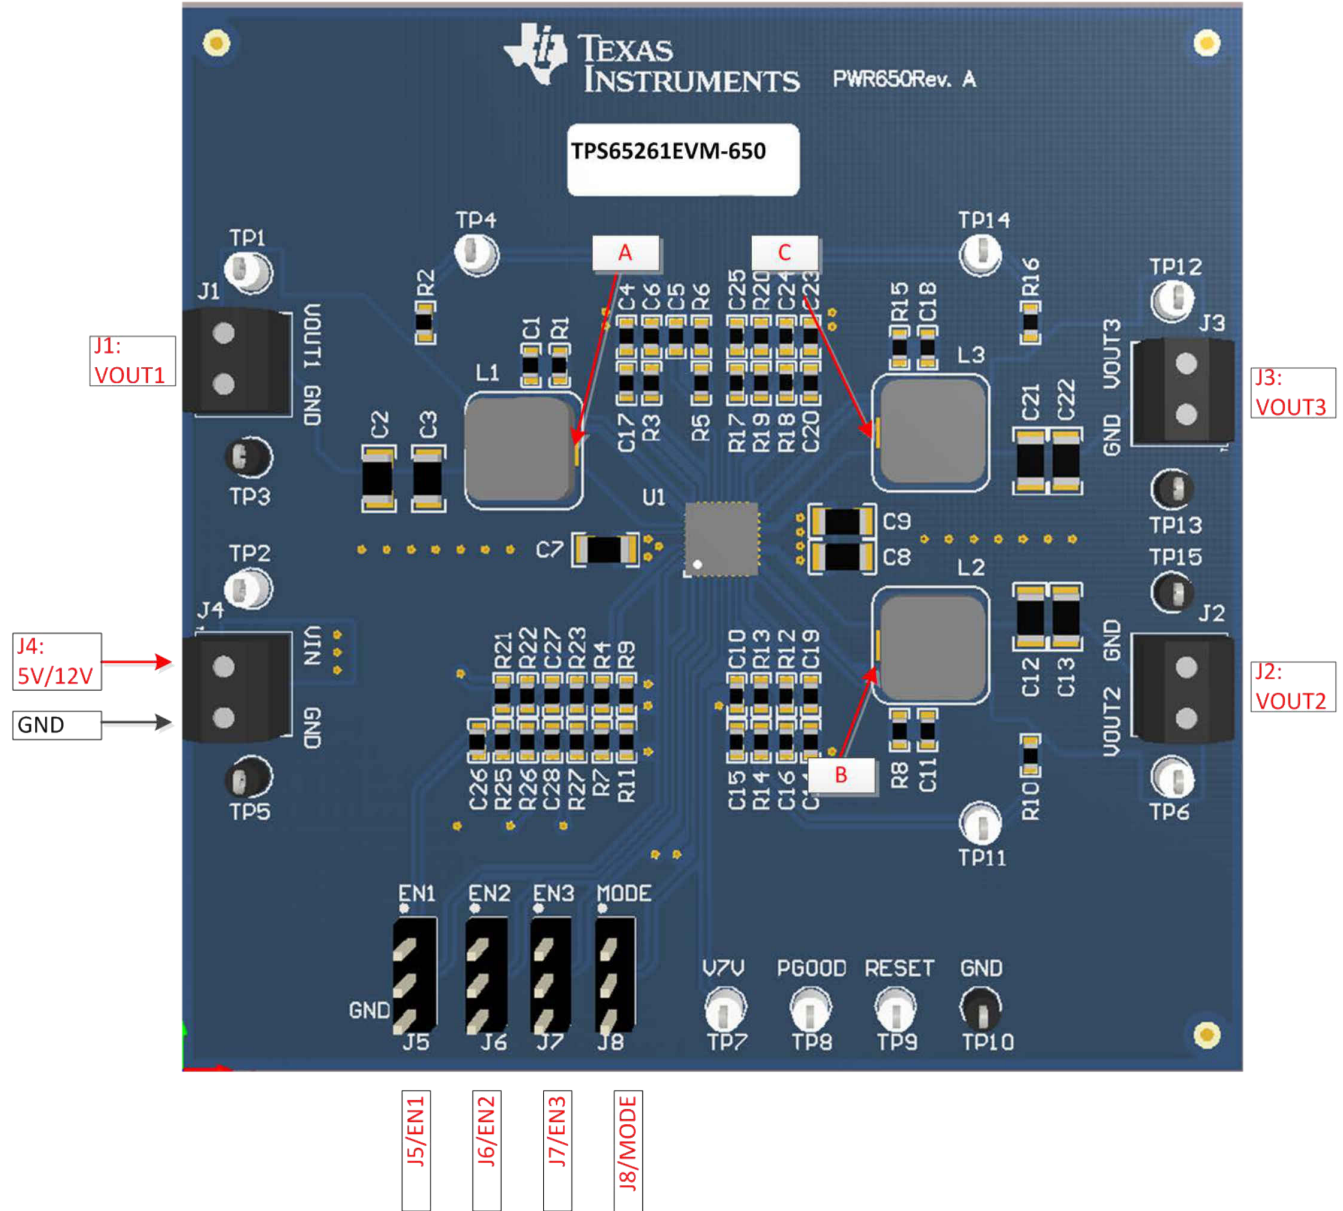 TEXAS
INSTRUMENTS
PWR650Rev. A
TPS65261EVM-650
TP4
TP14
TP1
A
C
TP12
J1
R2
C4
C6
C5
R6
C25
R20
C24
C23
R15
C18
R16
J3
J1:
VOUT1
VOUT1
GND
C1
R1
L1
L3
VOUT3
GND
J3:
VOUT3
C2
C3
C17
R3
R5
R17
R19
R18
C20
C21
C22
TP3
U1
TP13
TP2
C7
C9
C8
TP15
J4
L2
J2
J4:
5V/12V
VIN
GND
GND
R21
R22
C27
R23
R4
R9
C10
R13
R12
C19
C12
C13
GND
VOUT2
J2:
VOUT2
C26
R25
R26
C28
R27
R7
R11
C15
R14
C16
B
R8
C11
R10
TP5
TP6
TP11
EN1
EN2
EN3
MODE
V7V
PGOOD
RESET
GND
GND
J5
J6
J7
J8
TP7
TP8
TP9
TP10
J5/EN1
J6/EN2
J7/EN3
J8/MODE